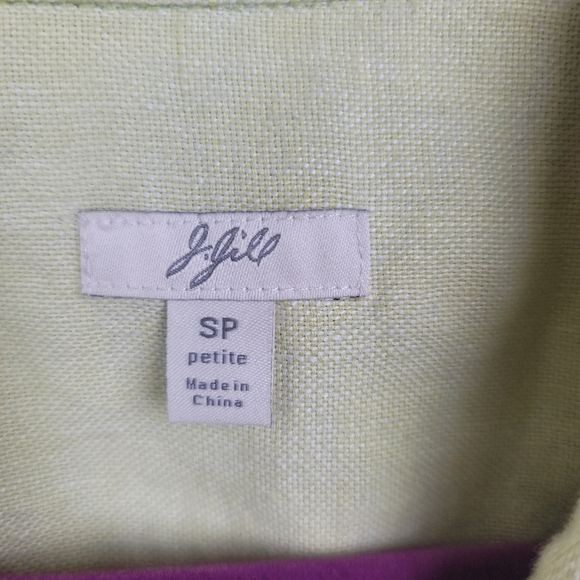 J.Jill
SP
petite
Made in
China